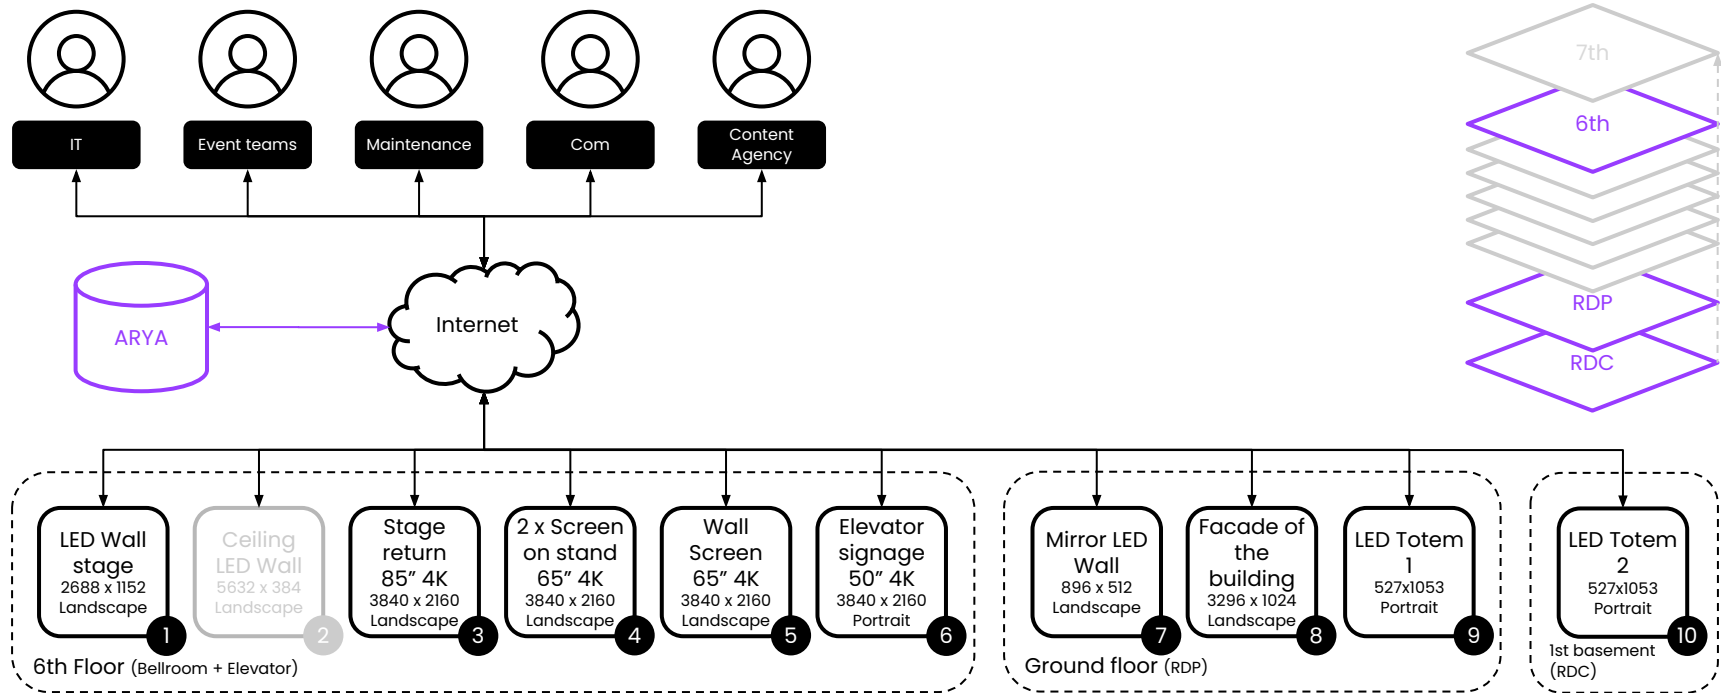 IT
Event teams
Maintenance
Com
Content
Agency
7th
6th
RDP
RDC
ARYA
Internet
LED Wall
stage
2688 x 1152
Landscape
1
Ceiling
LED Wall
5632 x 384
Landscape
2
Stage
return
85” 4K
3840 x 2160
Landscape
3
2 x Screen
on stand
65” 4K
3840 x 2160
Landscape
4
Wall
Screen
65” 4K
3840 x 2160
Landscape
5
Elevator
signage
50” 4K
3840 x 2160
Portrait
6
6th Floor (Bellroom + Elevator)
Mirror LED
Wall
896 x 512
Landscape
7
Facade of
the
building
3296 x 1024
Landscape
8
LED Totem
1
527x1053
Portrait
9
Ground floor (RDP)
LED Totem
2
527x1053
Portrait
10
1st basement
(RDC)